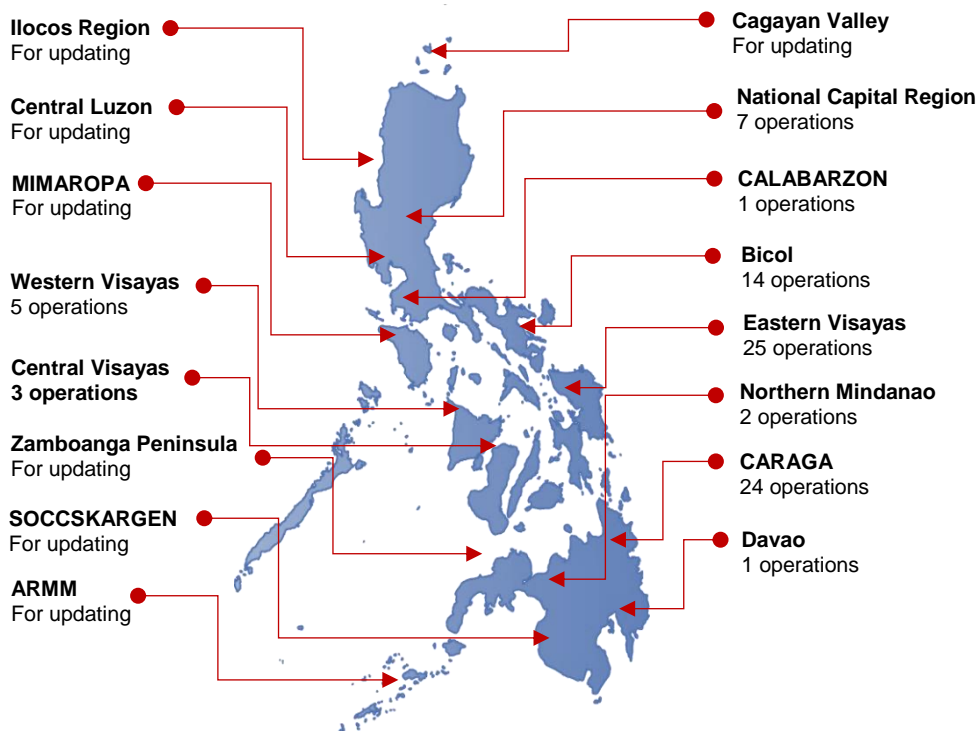 Ilocos Region
For updating
Central Luzon
For updating
MIMAROPA
For updating
Western Visayas
5 operations
Central Visayas
3 operations
Zamboanga Peninsula
For updating
SOCCSKARGEN
For updating
ARMM
For updating
Cagayan Valley
For updating
National Capital Region
7 operations
CALABARZON
1 operations
Bicol
14 operations
Eastern Visayas
25 operations
Northern Mindanao
2 operations
CARAGA
24 operations
Davao
1 operations